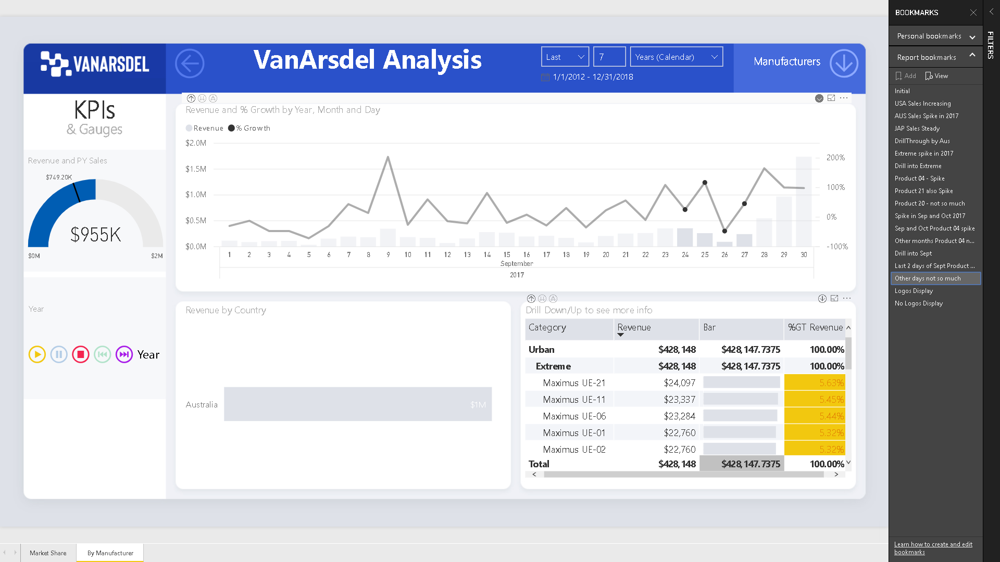 VANARSDEL
VanArsdel Analysis
Last
7
Years (Calendar)
1/1/2012 - 12/31/2018
Manufacturers
KPIs
& Gauges
Revenue and PY Sales
$749.20K
$955K
$0M
$2M
Year
Year
Revenue and % Growth by Year, Month and Day
Revenue
% Growth
$2.0M
$1.5M
$1.0M
$0.5M
$0.0M
200%
100%
0%
-100%
1 2 3 4 5 6 7 8 9 10 11 12 13 14 15 16 17 18 19 20 21 22 23 24 25 26 27 28 29 30
September
2017
Revenue by Country
Australia
$1M
Drill Down/Up to see more info
Category Revenue Bar %GT Revenue
Urban $428,148 $428,147.7375 100.00%
Extreme $428,148 $428,147.7375 100.00%
Maximus UE-21 $24,097 5.63%
Maximus UE-11 $23,337 5.45%
Maximus UE-06 $23,284 5.44%
Maximus UE-01 $22,760 5.32%
Maximus UE-02 $22,760 5.32%
Total $428,148 $428,147.7375 100.00%
Market Share
By Manufacturer
BOOKMARKS
Personal bookmarks
Report bookmarks
Add
View
Initial
USA Sales Increasing
AUS Sales Spike in 2017
JAP Sales Steady
DrillThrough by Aus
Extreme spike in 2017
Drill into Extreme
Product 04 - Spike
Product 21 also Spike
Product 20 - not so much
Spike in Sep and Oct 2017
Sep and Oct Product 04 spike
Other months Product 04 n...
Drill into Sept
Last 2 days of Sept Product ...
Other days not so much
Logos Display
No Logos Display
Learn how to create and edit
bookmarks
FILTERS